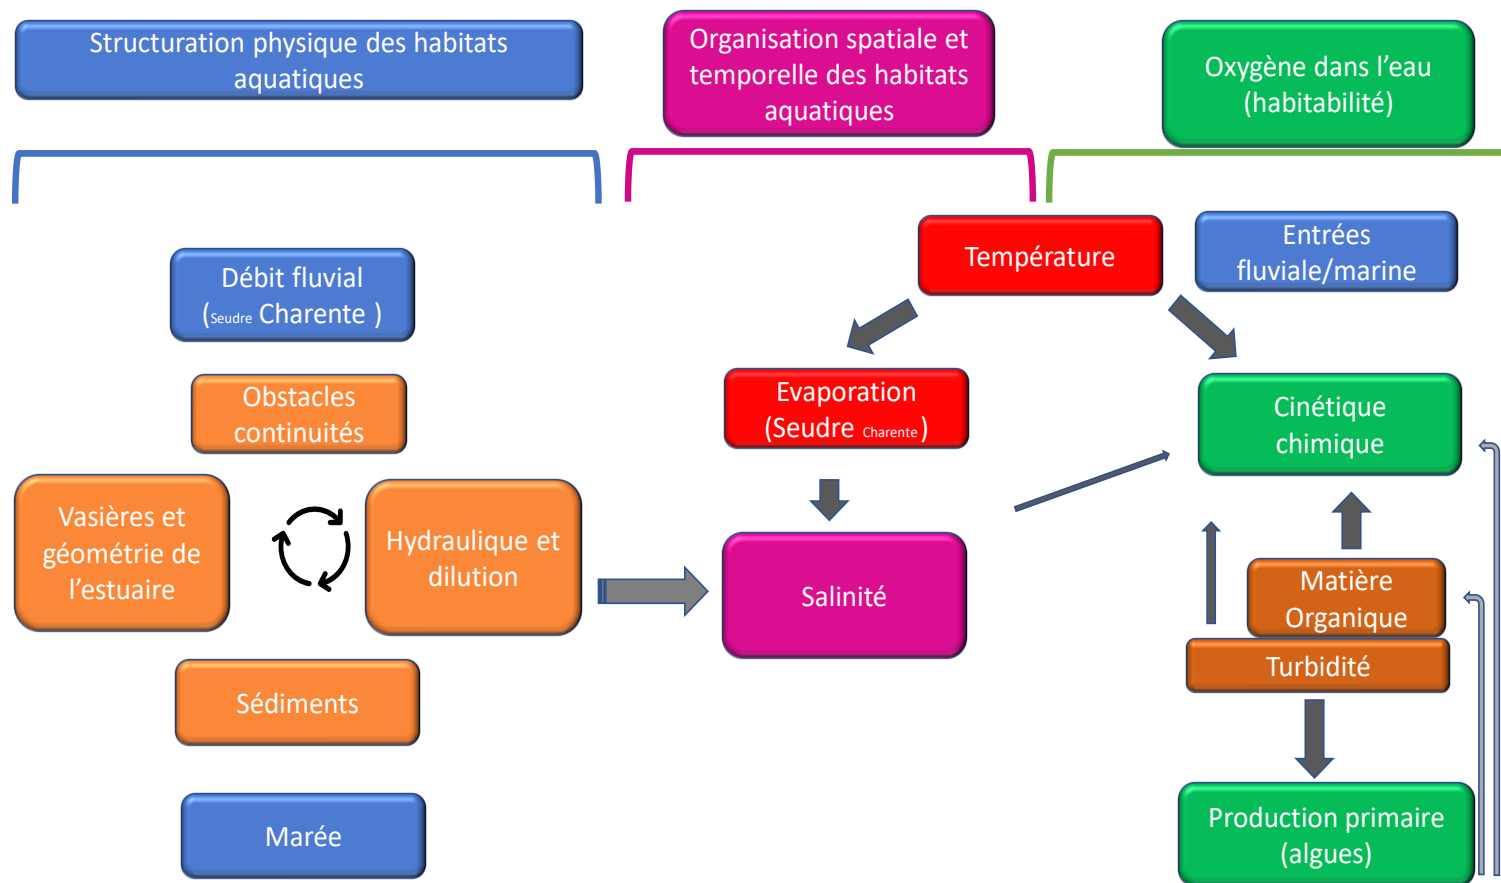 Structuration physique des habitats
aquatiques
Organisation spatiale et
temporelle des habitats
aquatiques
Oxygène dans l’eau
(habitabilité)
Débit fluvial
(Seudre Charente )
Obstacles
continuités
Vasières et
géométrie de
l’estuaire
Hydraulique et
dilution
Sédiments
Marée
Température
Evaporation
(Seudre Charente )
Salinité
Entrées
fluviale/marine
Cinétique
chimique
Matière
Organique
Turbidité
Production primaire
(algues)